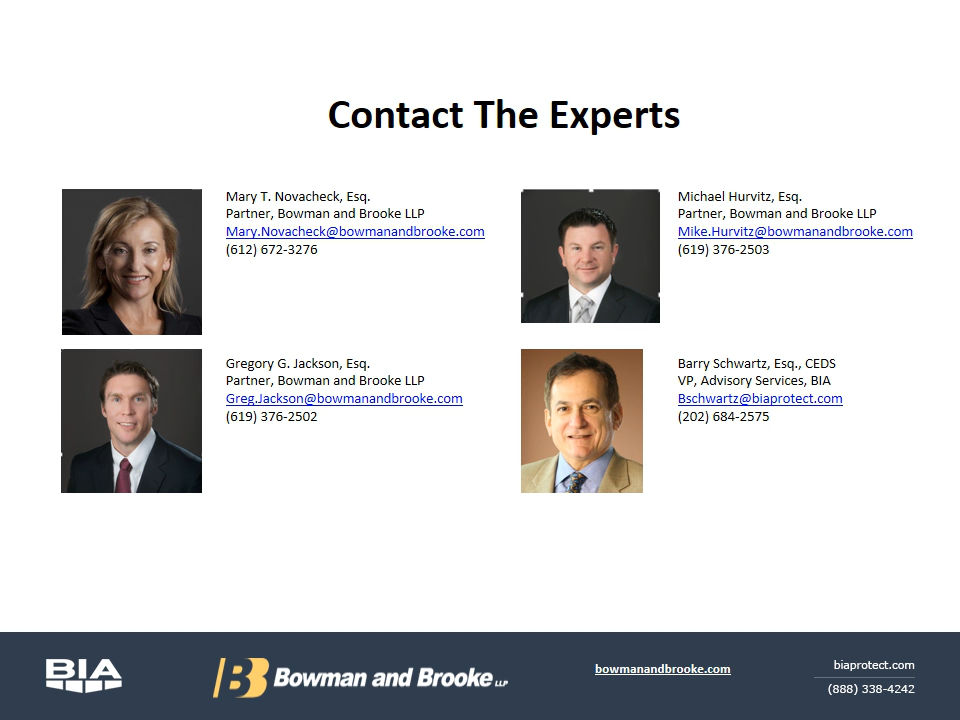 Contact The Experts
Mary T. Novacheck, Esq.
Partner, Bowman and Brooke LLP
Mary.Novacheck@bowmanandbrooke.com
(612) 672-3276
Michael Hurvitz, Esq.
Partner, Bowman and Brooke LLP
Mike.Hurvitz@bowmanandbrooke.com
(619) 376-2503
Gregory G. Jackson, Esq.
Partner, Bowman and Brooke LLP
Greg.Jackson@bowmanandbrooke.com
(619) 376-2502
Barry Schwartz, Esq., CEDS
VP, Advisory Services, BIA
Bschwartz@biaprotect.com
(202) 684-2575
BIA
B Bowman and Brooke LLP
bowmanandbrooke.com
biaprotect.com
(888) 338-4242